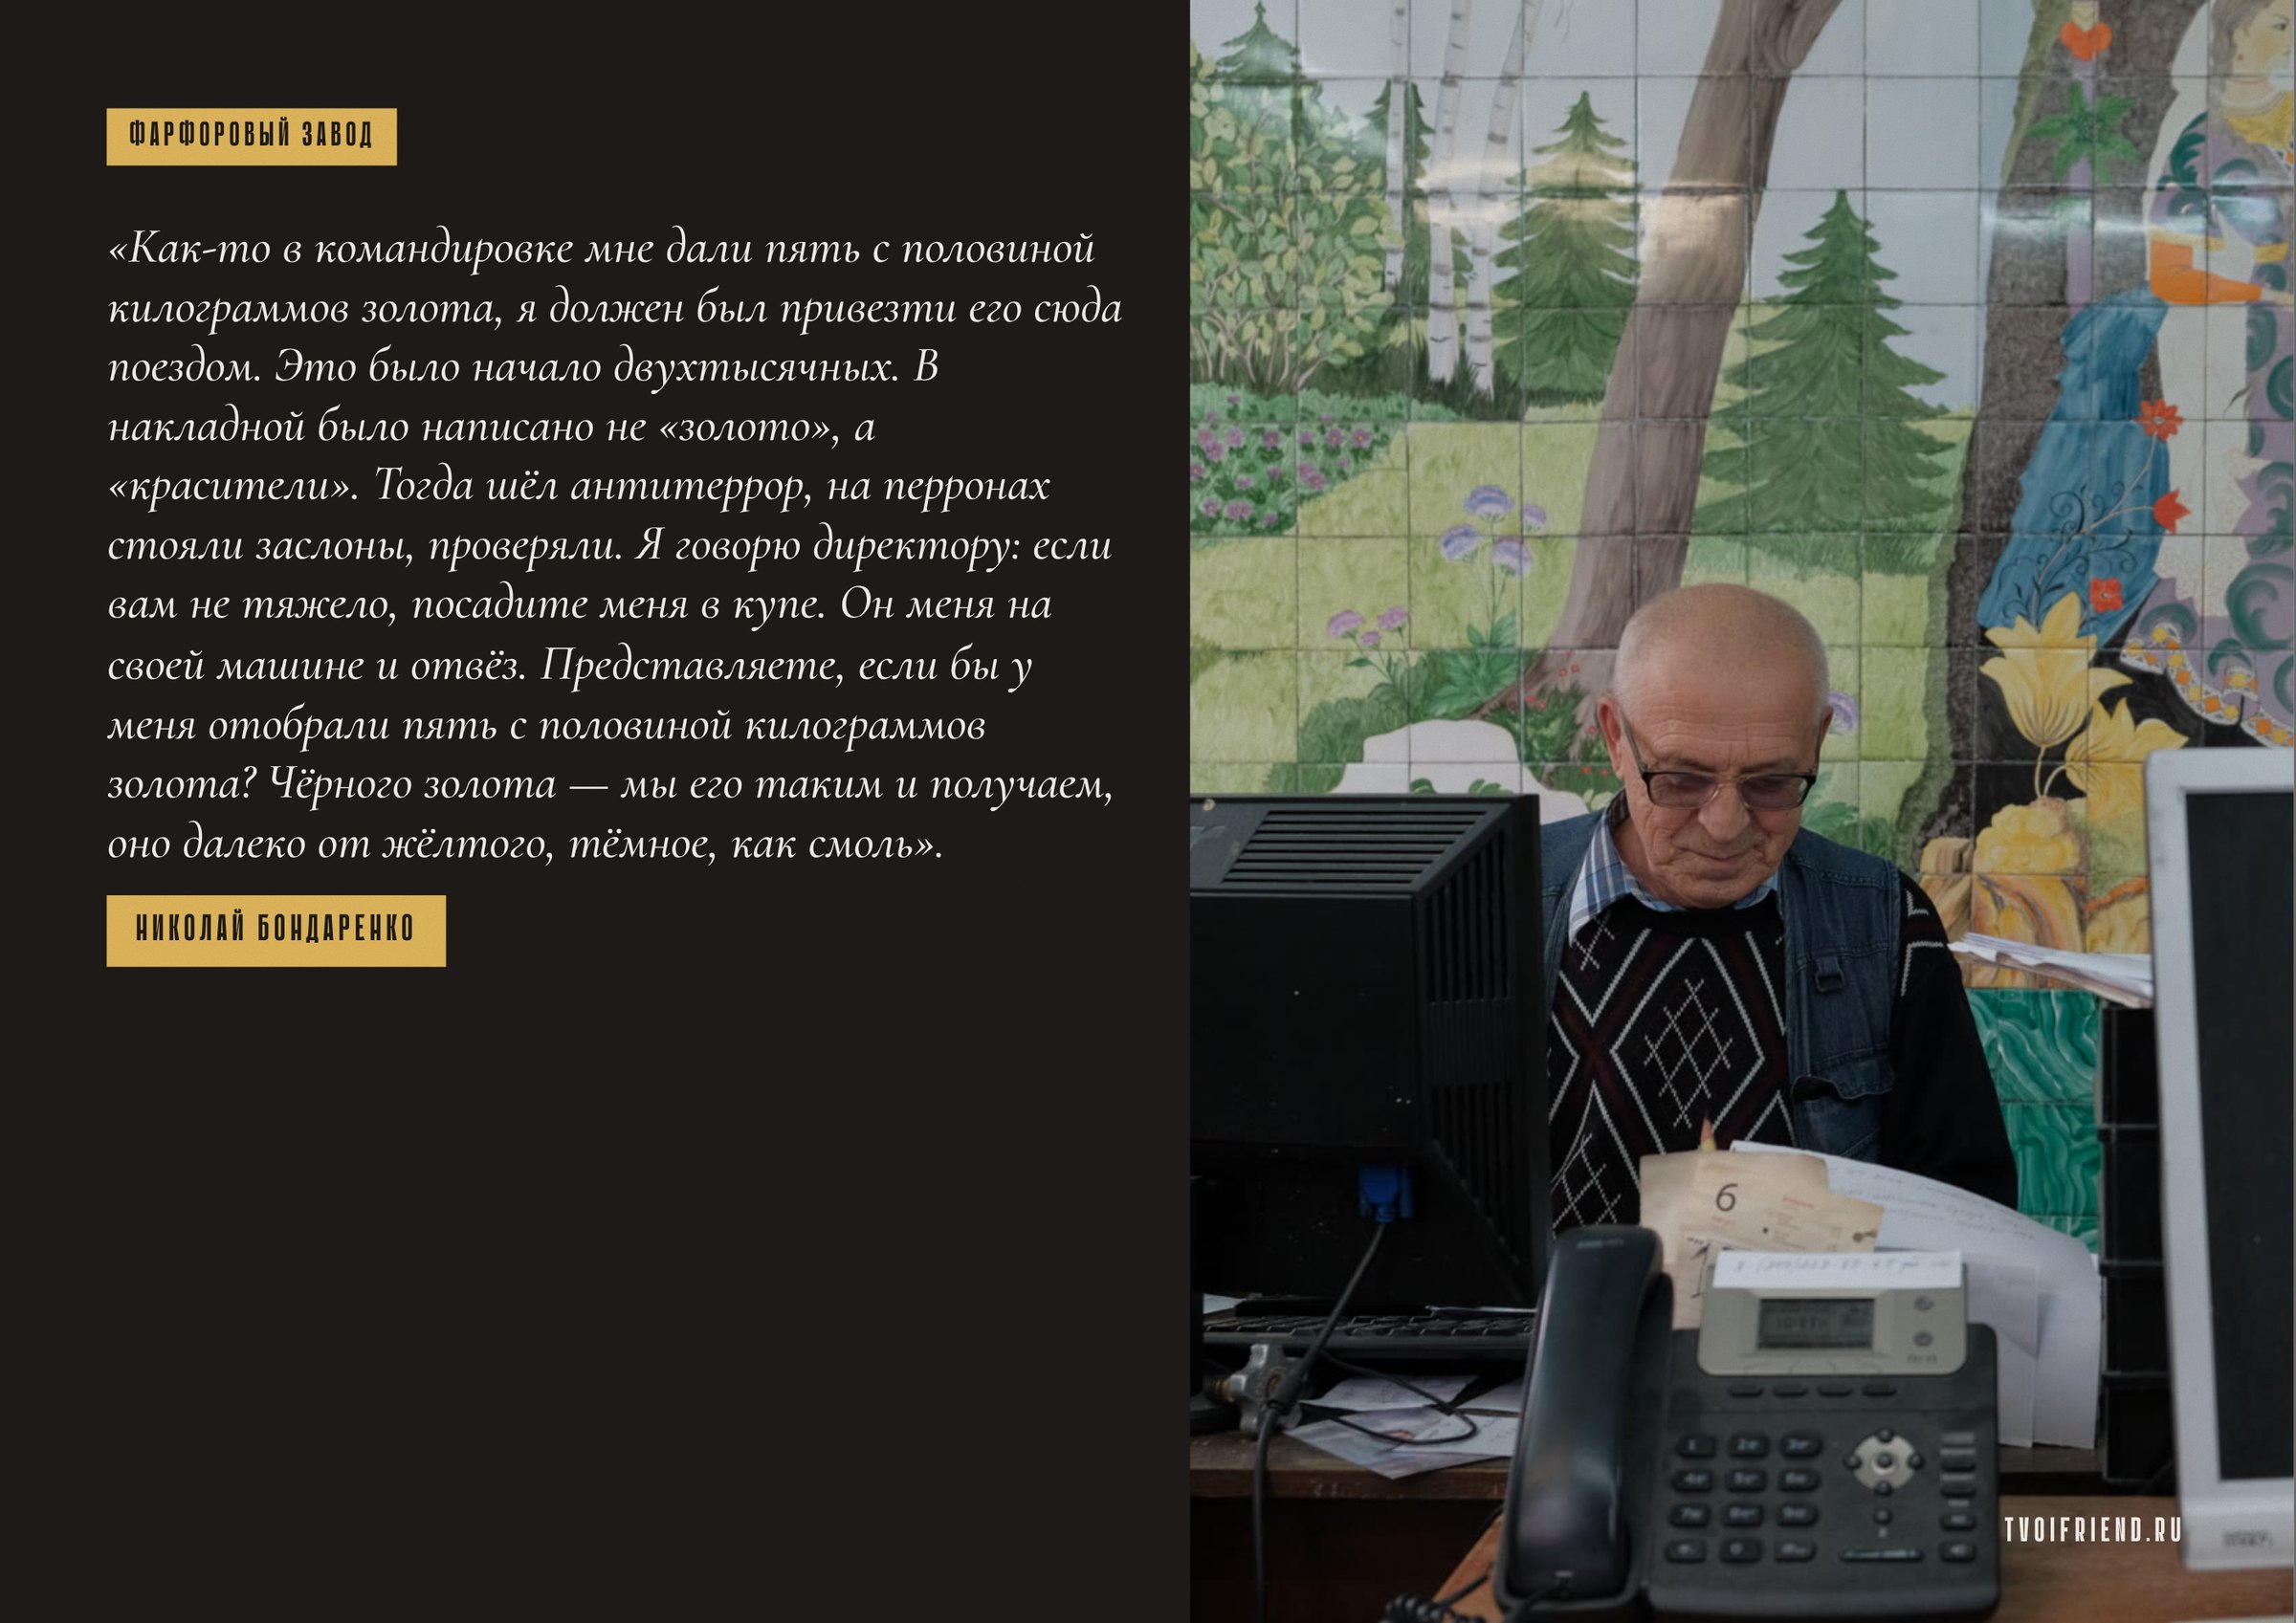 ФАРФОРОВЫЙ ЗАВОД
«Как-то в командировке мне дали пять с половиной
килограммов золота, я должен был привезти его сюда
поездом. Это было начало двухтысячных. В
накладной было написано не «золото», а
«красители». Тогда шёл антитеррор, на перронах
стояли заслоны, проверяли. Я говорю директору: если
вам не тяжело, посадите меня в купе. Он меня на
своей машине и отвёз. Представляете, если бы у
меня отобрали пять с половиной килограммов
золота? Чёрного золота — мы его таким и получаем,
оно далеко от жёлтого, тёмное, как смоль».
НИКОЛАЙ БОНДАРЕНКО
6
TVOIFRIEND.RU